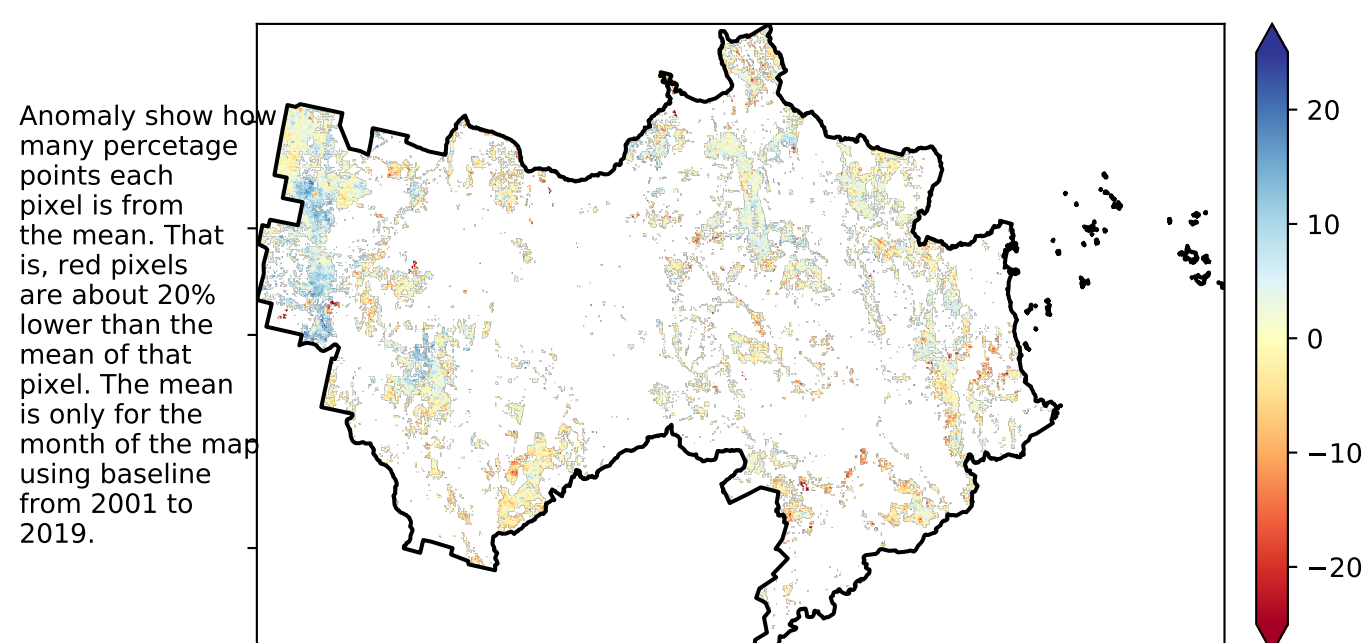 Anomaly show how
many percetage
points each
pixel is from
the mean. That
is, red pixels
are about 20%
lower than the
mean of that
pixel. The mean
is only for the
month of the map
using baseline
from 2001 to
2019.
20
10
0
−10
−20